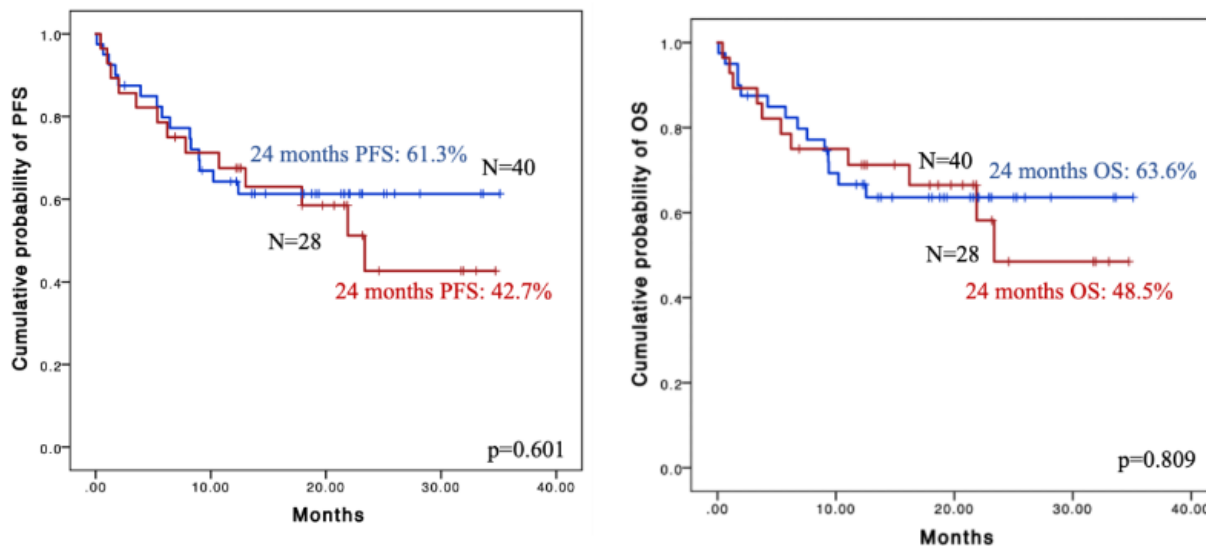 Cumulative probability of PFS
1.0
0.8
0.6
0.4
0.2
0.0
24 months PFS: 61.3%
N=40
N=28
24 months PFS: 42.7%
p=0.601
.00
10.00
20.00
30.00
40.00
Months
Cumulative probability of OS
1.0
0.8
0.6
0.4
0.2
0.0
N=40
24 months OS: 63.6%
N=28
24 months OS: 48.5%
p=0.809
.00
10.00
20.00
30.00
40.00
Months